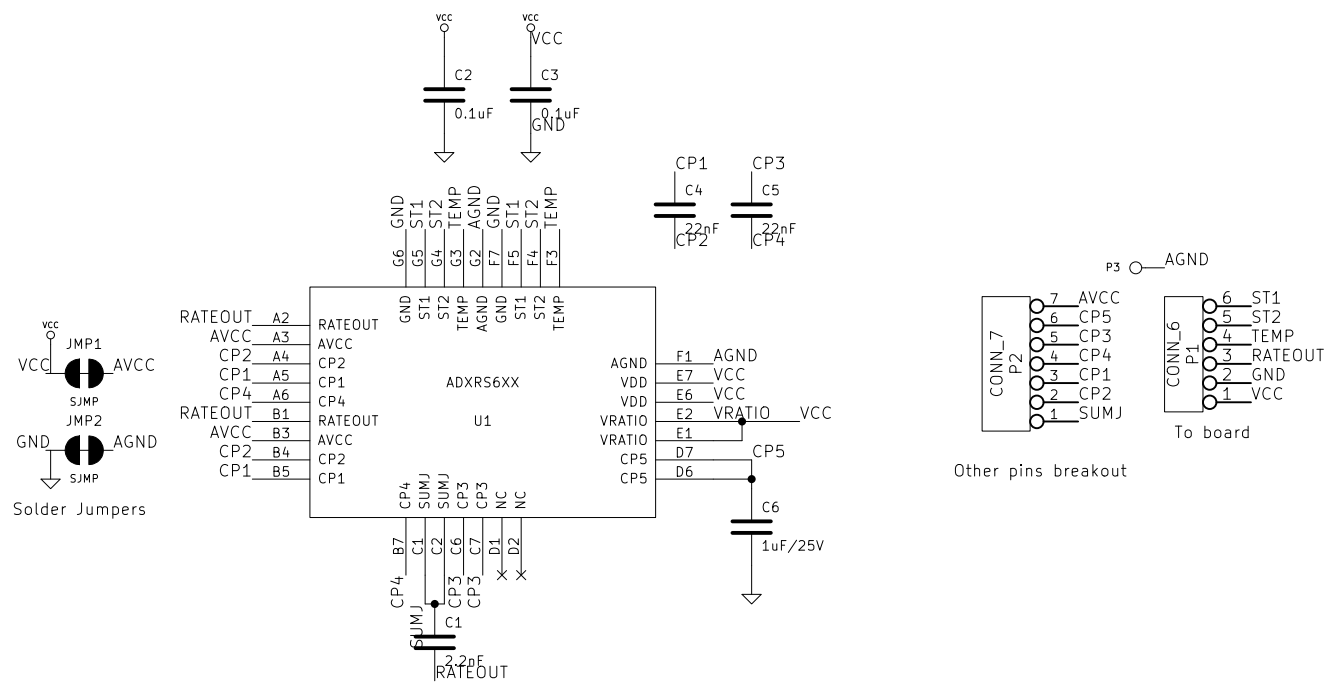 VCC
VCC
VCC
C2
0.1uF
C3
0.1uF
GND
CP1
C4
22nF
CP2
CP3
C5
22nF
CP4
GND ST1 ST2 TEMP AGND GND ST1 ST2 TEMP
G6 G5 G4 G3 G2 F7 F5 F4 F3
GND ST1 ST2 TEMP AGND GND ST1 ST2 TEMP
RATEOUT A2 RATEOUT
AVCC A3 AVCC
CP2 A4 CP2
CP1 A5 CP1
CP4 A6 CP4
RATEOUT B1 RATEOUT
AVCC B3 AVCC
CP2 B4 CP2
CP1 B5 CP1
ADXRS6XX
U1
AGND F1 AGND
VDD E7 VCC
VDD E6 VCC
VRATIO E2 VRATIO VCC
VRATIO E1
CP5 D7 CP5
CP5 D6
C6
1uF/25V
CP4 SUMJ SUMJ CP3 CP3 NC NC
B7 C1 C2 C6 C7 D1 D2
CP4 SUMJ CP3 CP3
C1
2.2nF
RATEOUT
VCC
JMP1
VCC AVCC
SJMP
JMP2
GND AGND
SJMP
Solder Jumpers
P3 AGND
CONN_7
P2
7 AVCC
6 CP5
5 CP3
4 CP4
3 CP1
2 CP2
1 SUMJ
Other pins breakout
CONN_6
P1
6 ST1
5 ST2
4 TEMP
3 RATEOUT
2 GND
1 VCC
To board